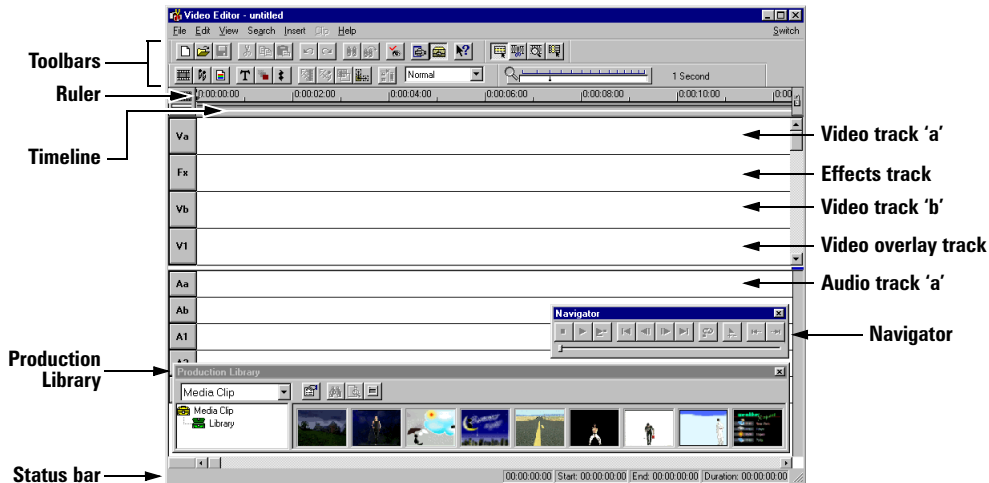 Video Editor - untitled
File Edit View Search Insert Clip Help Switch
Toolbars
T Normal 1 Second
Ruler
0:00:00:00 0:00:02:00 0:00:04:00 0:00:06:00 0:00:08:00 0:00:10:00 0:00
Timeline
Va
Video track ‘a’
Fx
Effects track
Vb
Video track ‘b’
V1
Video overlay track
Aa
Audio track ‘a’
Ab
Navigator
A1
Navigator
Production
Library
Production Library
Media Clip
Media Clip
Library
Summer
night
Status bar
00:00:00:00 Start: 00:00:00:00 End: 00:00:00:00 Duration: 00:00:00:00